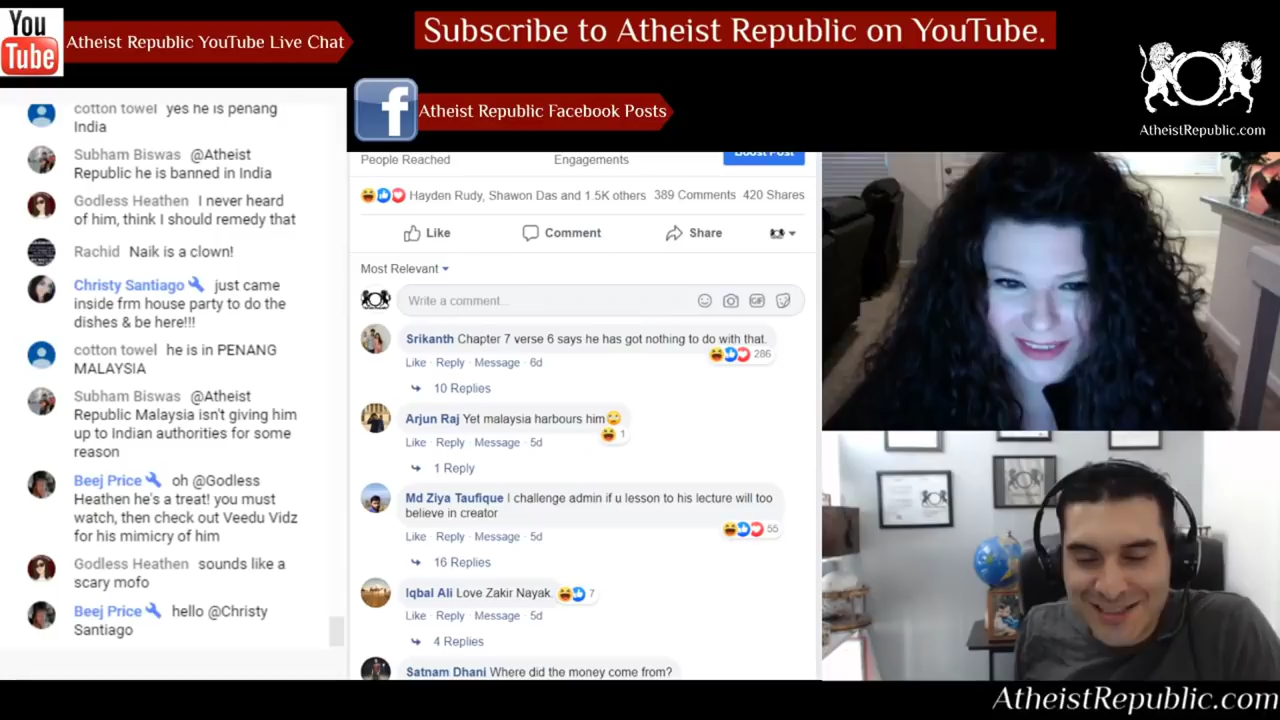 You
Tube
Atheist Republic YouTube Live Chat
Subscribe to Atheist Republic on YouTube.
AtheistRepublic.com
f
Atheist Republic Facebook Posts
cotton towel yes he is penang
India
Subham Biswas @Atheist
Republic he is banned in India
Godless Heathen I never heard
of him, think I should remedy that
Rachid Naik is a clown!
Christy Santiago just came
inside frm house party to do the
dishes & be here!!!
cotton towel he is in PENANG
MALAYSIA
Subham Biswas @Atheist
Republic Malaysia isn't giving him
up to Indian authorities for some
reason
Beej Price oh @Godless
Heathen he's a treat! you must
watch, then check out Veedu Vidz
for his mimicry of him
Godless Heathen sounds like a
scary mofo
Beej Price hello @Christy
Santiago
People Reached Engagements Boost Post
Hayden Rudy, Shawon Das and 1.5K others 389 Comments 420 Shares
Like Comment Share
Most Relevant
Write a comment... GIF
Srikanth Chapter 7 verse 6 says he has got nothing to do with that.
286
Like · Reply · Message · 6d
10 Replies
Arjun Raj Yet malaysia harbours him
1
Like · Reply · Message · 5d
1 Reply
Md Ziya Taufique I challenge admin if u lesson to his lecture will too
believe in creator
55
Like · Reply · Message · 5d
16 Replies
Iqbal Ali Love Zakir Nayak. 7
Like · Reply · Message · 5d
4 Replies
Satnam Dhani Where did the money come from?
AtheistRepublic.com